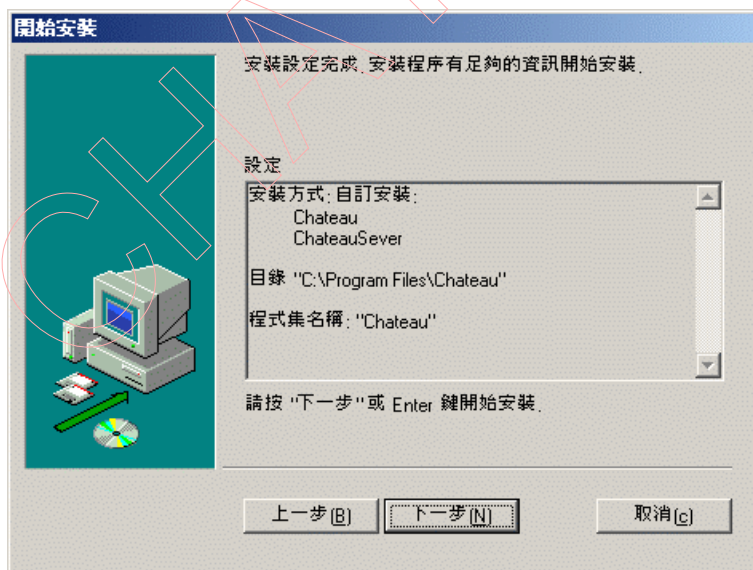 開始安裝
安裝設定完成,安裝程序有足夠的資訊開始安裝.
設定
安裝方式:自訂安裝:
Chateau
ChateauSever
目錄 "C:\Program Files\Chateau"
程式集名稱: "Chateau"
請按 "下一步" 或 Enter 鍵開始安裝.
上一步(B) 下一步(N) 取消(c)